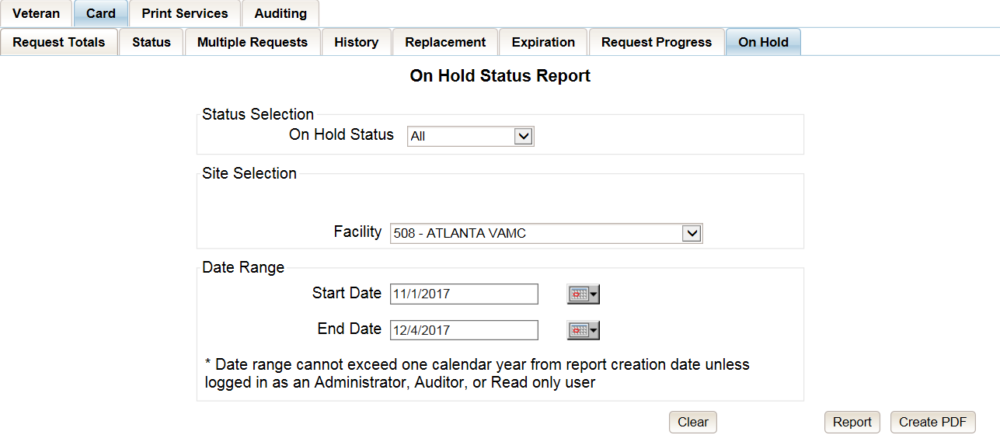 Veteran Card Print Services Auditing
Request Totals Status Multiple Requests History Replacement Expiration Request Progress On Hold
On Hold Status Report
Status Selection
On Hold Status All
Site Selection
Facility 508 - ATLANTA VAMC
Date Range
Start Date 11/1/2017
End Date 12/4/2017
* Date range cannot exceed one calendar year from report creation date unless
logged in as an Administrator, Auditor, or Read only user
Clear Report Create PDF